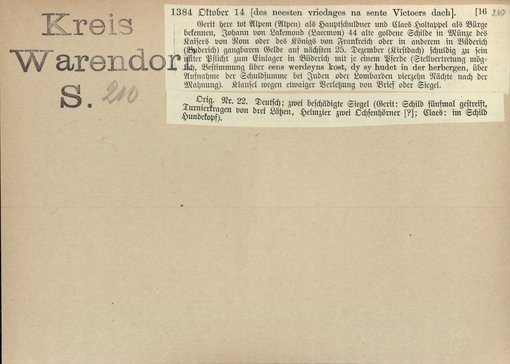 Kreis
Warendorf
S. 210
1384 Oktober 14 [des neesten vriedages na sente Victoers dach]. [16 210
Gerit here tot Alpem (Alpen) als Hauptschuldner und Claes Holtappel als Bürge
bekennen, Johann von Lakemond (Lacemon) 44 alte goldene Schilde in Münze des
Kaisers von Rom oder des Königs von Frankreich oder in anderem in Büderich
(Buderich) gangbaren Gelde auf nächsten 25. Dezember (Kirsdach) schuldig zu sein
unter Pflicht zum Einlager in Büderich mit je einem Pferde (Stellvertretung mög-
lich, Bestimmung über eens werdeyns kost, dy sy hudet in der herbergen, über
Aufnahme der Schuldsumme bei Juden oder Lombarden vierzehn Nächte nach der
Mahnung). Klausel wegen etwaiger Verletzung von Brief oder Siegel.
Orig. Nr. 22. Deutsch; zwei beschädigte Siegel (Gerit: Schild fünfmal gestreift,
Turnierkragen von drei Lätzen, Helmzier zwei Ochsenhörner [?]; Claes: im Schild
Hundekopf).